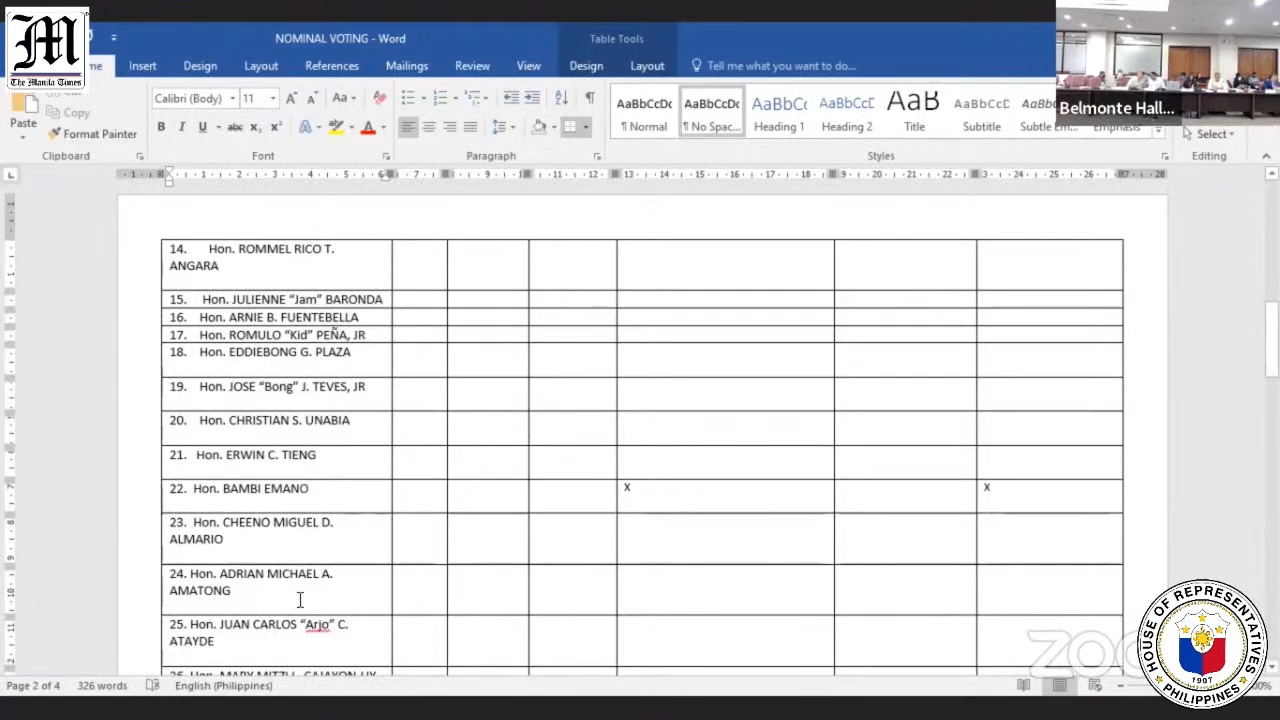 M
The Manila Times
NOMINAL VOTING - Word
Table Tools
Insert Design Layout References Mailings Review View Design Layout Tell me what you want to do...
Belmonte Hall...
Paste
Copy
Format Painter
Clipboard
Calibri (Body) 11
Font
Paragraph
AaBbCcDc AaBbCcDc AaBbCc AaBbCcC AaB AaBbCcD AaBbCcDc
¶ Normal ¶ No Spac... Heading 1 Heading 2 Title Subtitle Subtle Em... Emphasis
Styles
Select
Editing
14. Hon. ROMMEL RICO T.
ANGARA
15. Hon. JULIENNE “Jam” BARONDA
16. Hon. ARNIE B. FUENTEBELLA
17. Hon. ROMULO “Kid” PEÑA, JR
18. Hon. EDDIEBONG G. PLAZA
19. Hon. JOSE “Bong” J. TEVES, JR
20. Hon. CHRISTIAN S. UNABIA
21. Hon. ERWIN C. TIENG
22. Hon. BAMBI EMANO x x
23. Hon. CHEENO MIGUEL D.
ALMARIO
24. Hon. ADRIAN MICHAEL A.
AMATONG
25. Hon. JUAN CARLOS “Arjo” C.
ATAYDE
Page 2 of 4 326 words English (Philippines)
HOUSE OF REPRESENTATIVES
1907
PHILIPPINES